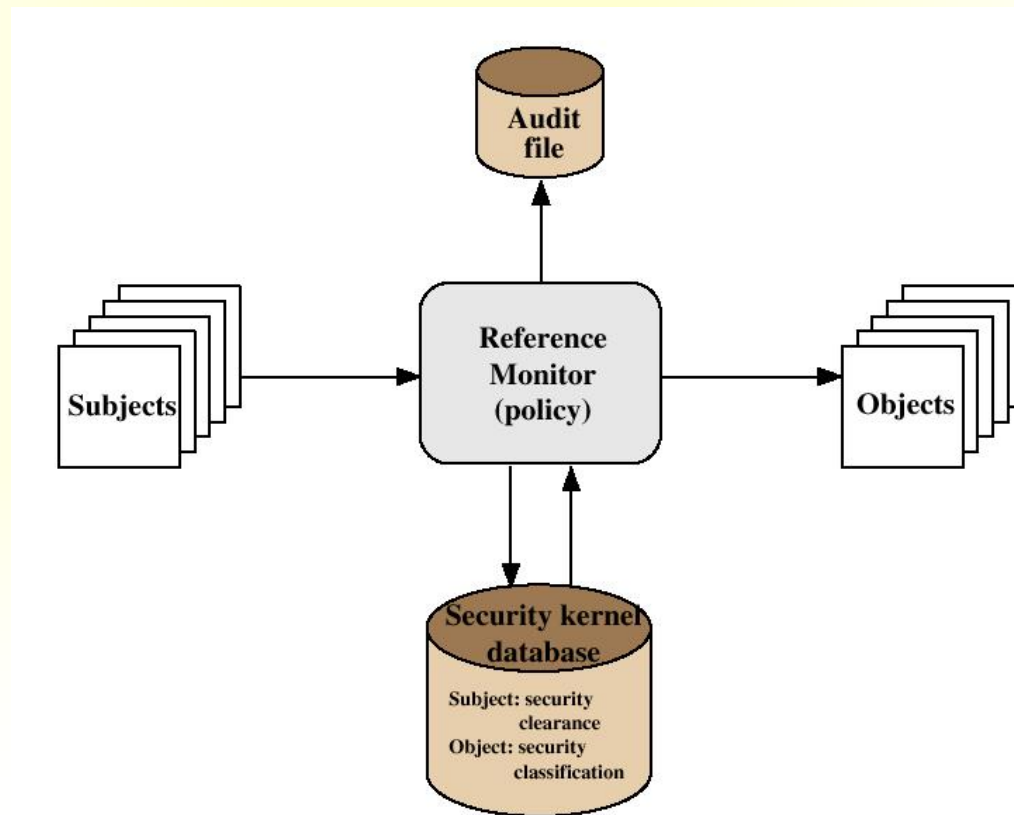 Audit
file
Reference
Monitor
(policy)
Subjects
Objects
Security kernel
database
Subject: security
clearance
Object: security
classification